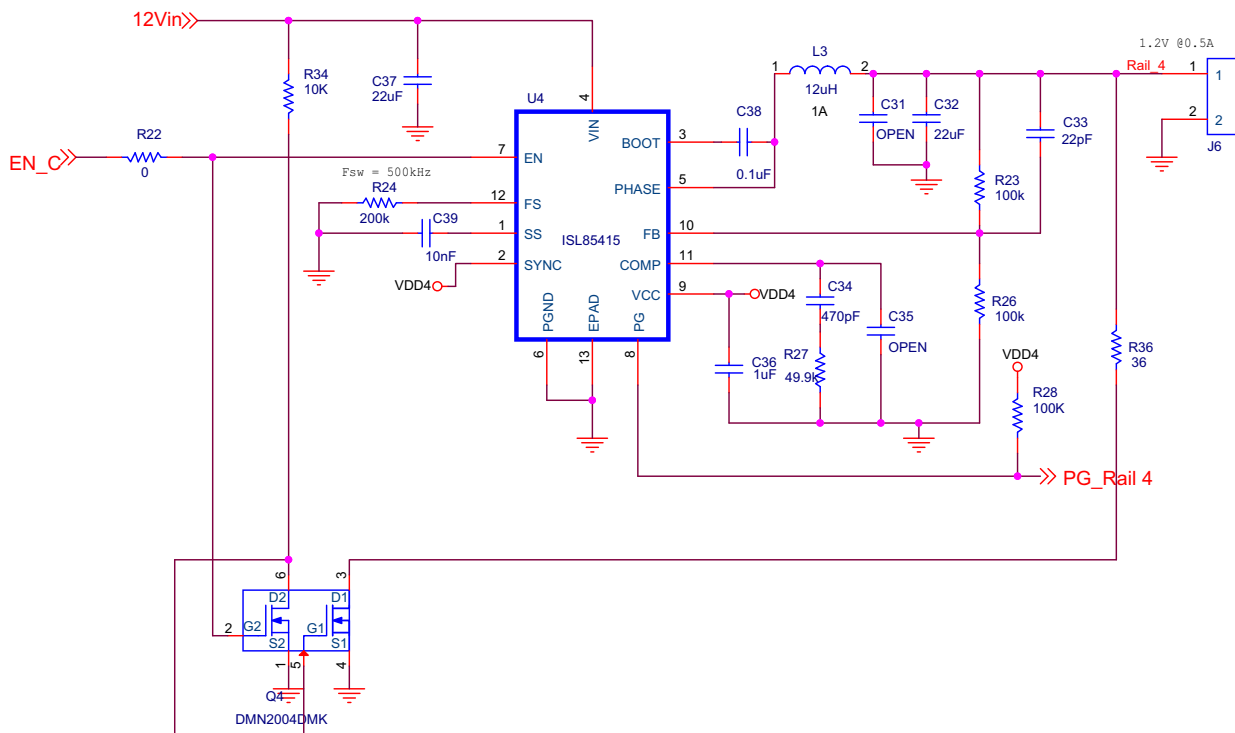 12Vin
1.2V @0.5A
Rail_4
L3
1
2
12uH
1A
R34
10K
C37
22uF
U4
4
VIN
C38
0.1uF
C31
OPEN
C32
22uF
C33
22pF
1
2
1
2
J6
R22
0
EN_C
7
EN
3
BOOT
Fsw = 500kHz
R24
200k
12
FS
5
PHASE
R23
100k
C39
10nF
1
SS
ISL85415
10
FB
2
SYNC
11
COMP
VDD4
9
VCC
VDD4
PGND
EPAD
PG
6
13
8
C34
470pF
C35
OPEN
R26
100k
C36
1uF
R27
49.9k
R36
36
VDD4
R28
100K
PG_Rail 4
6
3
D2
D1
2
G2
G1
S2
S1
1
5
4
Q4
DMN2004DMK